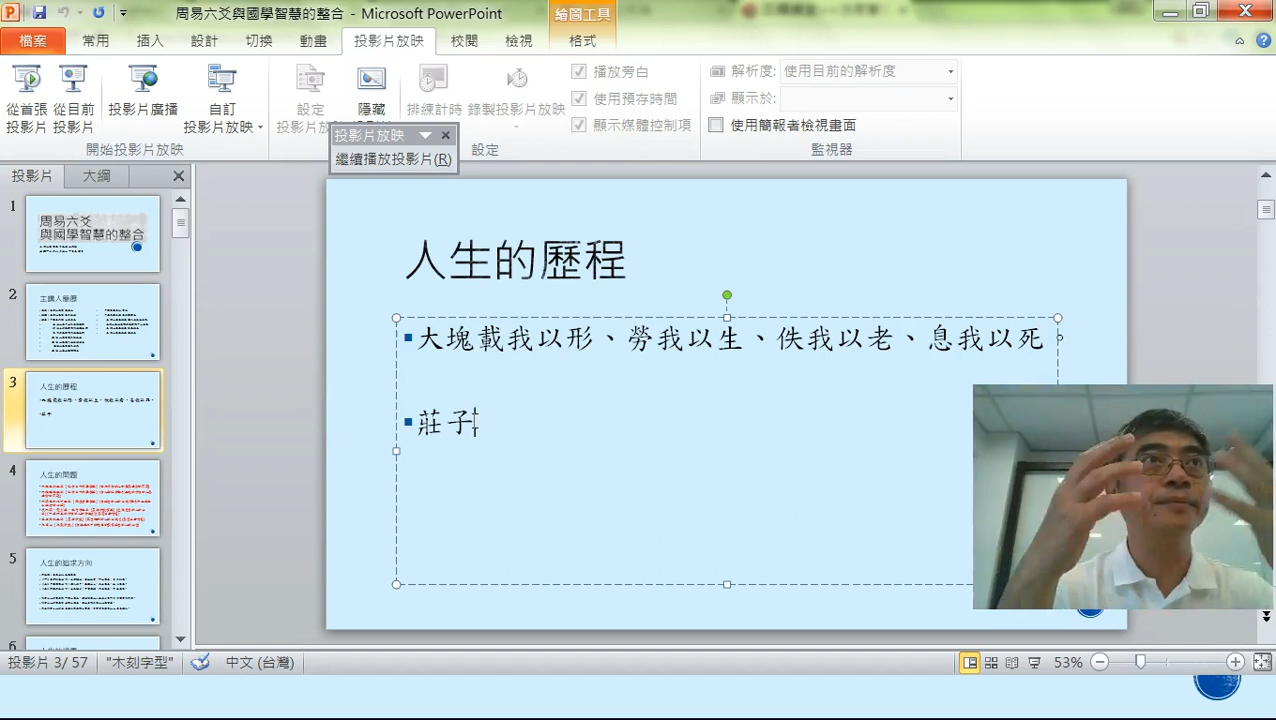 周易六爻與國學智慧的整合 - Microsoft PowerPoint
繪圖工具
檔案 常用 插入 設計 切換 動畫 投影片放映 校閱 檢視 格式
從首張投影片 從目前投影片 投影片廣播 自訂投影片放映
開始投影片放映
設定投影片放 隱藏 排練計時 錄製投影片放映
播放旁白
使用預存時間
顯示媒體控制項
設定
解析度: 使用目前的解析度
顯示於:
使用簡報者檢視畫面
監視器
投影片放映
繼續播放投影片(R)
投影片 大綱
1
周易六爻
與國學智慧的整合
2
主講人簡歷
3
人生的歷程
莊子
4
人生的問題
5
人生的追求方向
6
人生的歷程
大塊載我以形、勞我以生、佚我以老、息我以死。
莊子
投影片 3/ 57 "木刻字型" 中文 (台灣) 53%